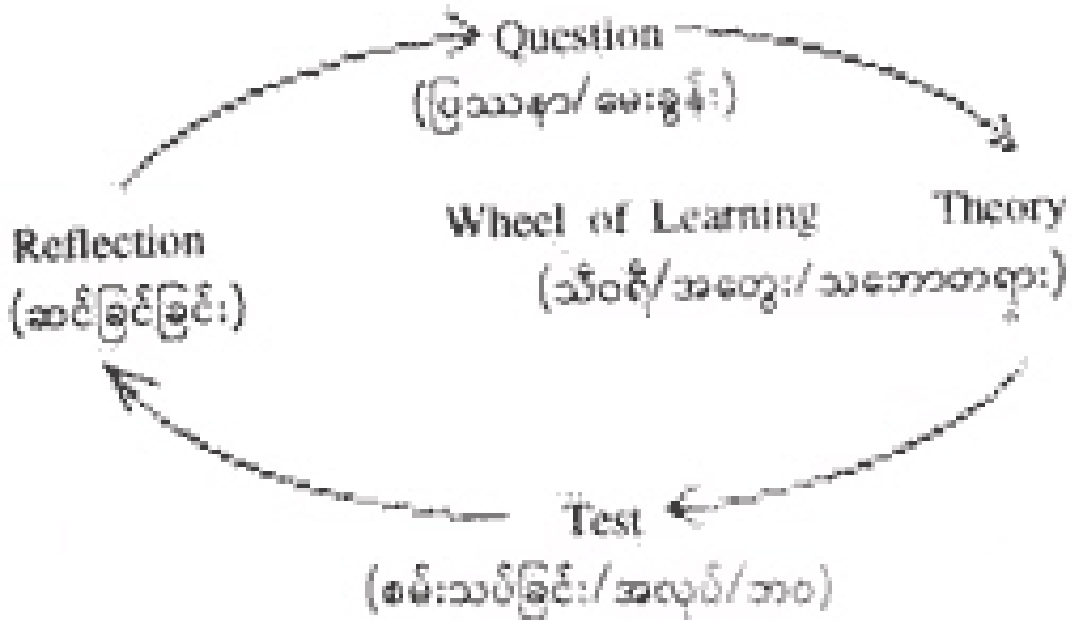 Question
(ပြဿနာ/မေးခွန်း)
Wheel of Learning
Theory
(သီဝရီ/အတွေး/သဘောတရား)
Reflection
(ဆင်ခြင်ခြင်း)
Test
(စမ်းသပ်ခြင်း/အလုပ်/ဘဝ)